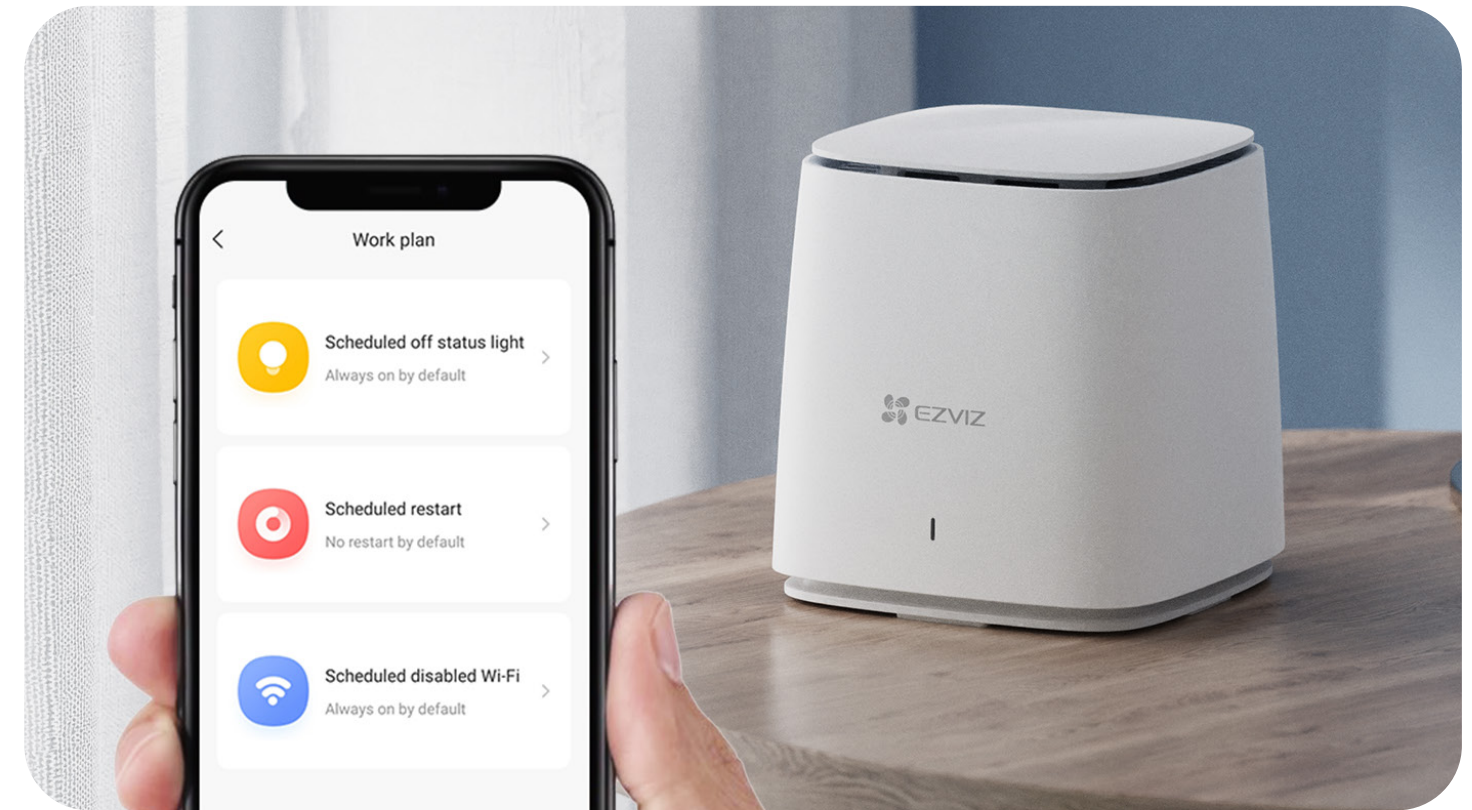 Work plan
Scheduled off status light
Always on by default
Scheduled restart
No restart by default
Scheduled disabled Wi-Fi
Always on by default
EZVIZ